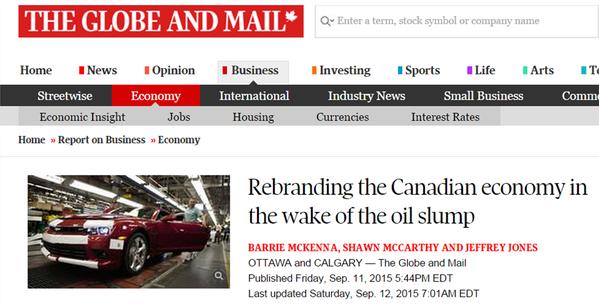 THE GLOBE AND MAIL
Enter a term, stock symbol or company name
Home News Opinion Business Investing Sports Life Arts
Streetwise Economy International Industry News Small Business
Economic Insight Jobs Housing Currencies Interest Rates
Home » Report on Business » Economy
Rebranding the Canadian economy in
the wake of the oil slump
BARRIE MCKENNA, SHAWN MCCARTHY AND JEFFREY JONES
OTTAWA and CALGARY — The Globe and Mail
Published Friday, Sep. 11, 2015 5:44PM EDT
Last updated Saturday, Sep. 12, 2015 7:01AM EDT